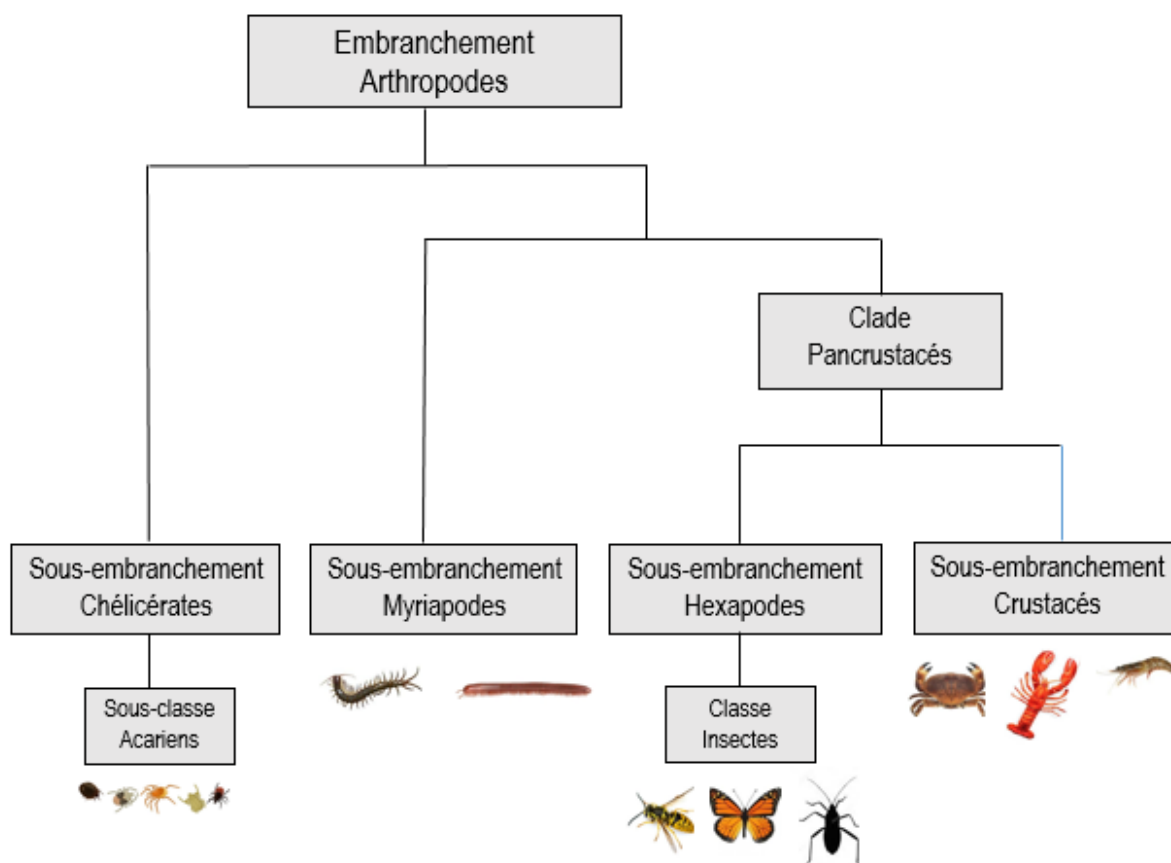 Embranchement
Arthropodes
Clade
Pancrustacés
Sous-embranchement
Chélicérates
Sous-embranchement
Myriapodes
Sous-embranchement
Hexapodes
Sous-embranchement
Crustacés
Sous-classe
Acariens
Classe
Insectes